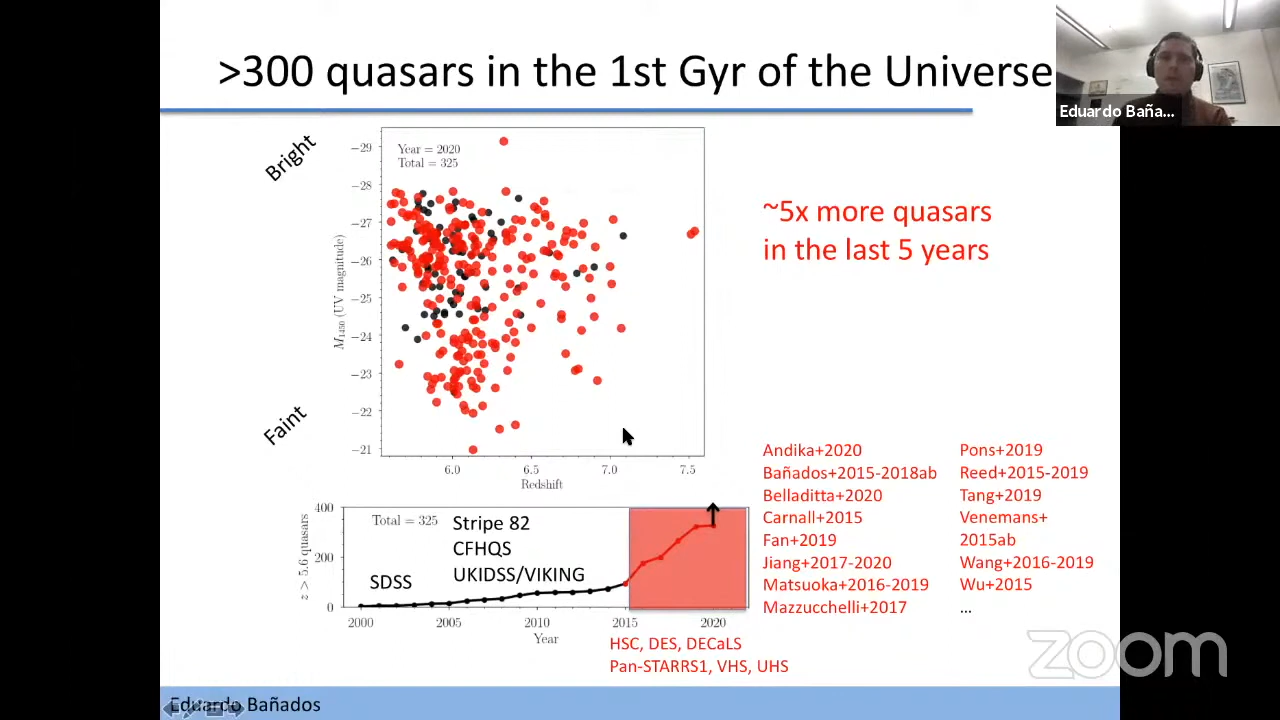 >300 quasars in the 1st Gyr of the Universe
Eduardo Baña...
Bright
Faint
−29
−28
−27
−26
−25
−24
−23
−22
−21
M1450 (UV magnitude)
Year = 2020
Total = 325
6.0
6.5
7.0
7.5
Redshift
~5x more quasars
in the last 5 years
400
200
0
z > 5.6 quasars
Total = 325
Stripe 82
CFHQS
UKIDSS/VIKING
SDSS
2000
2005
2010
2015
2020
Year
HSC, DES, DECaLS
Pan-STARRS1, VHS, UHS
Andika+2020
Bañados+2015-2018ab
Belladitta+2020
Carnall+2015
Fan+2019
Jiang+2017-2020
Matsuoka+2016-2019
Mazzucchelli+2017
Pons+2019
Reed+2015-2019
Tang+2019
Venemans+
2015ab
Wang+2016-2019
Wu+2015
...
zoom
Eduardo Bañados